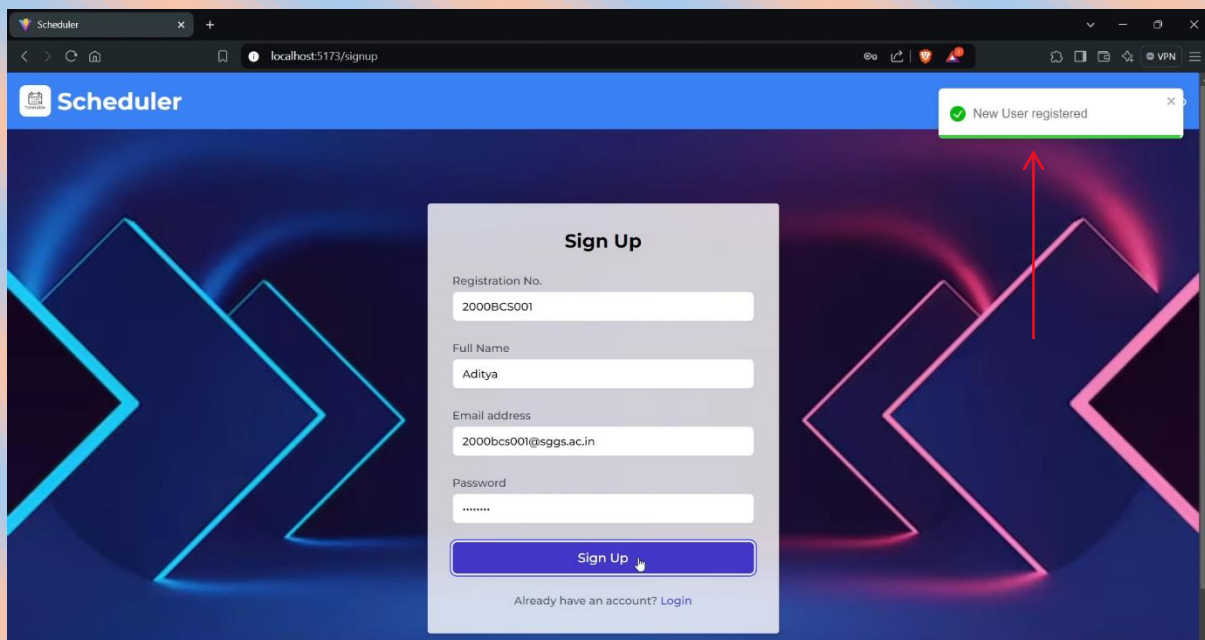 Scheduler
localhost:5173/signup
VPN
Scheduler
New User registered
Sign Up
Registration No.
2000BCS001
Full Name
Aditya
Email address
2000bcs001@sggs.ac.in
Password
········
Sign Up
Already have an account? Login